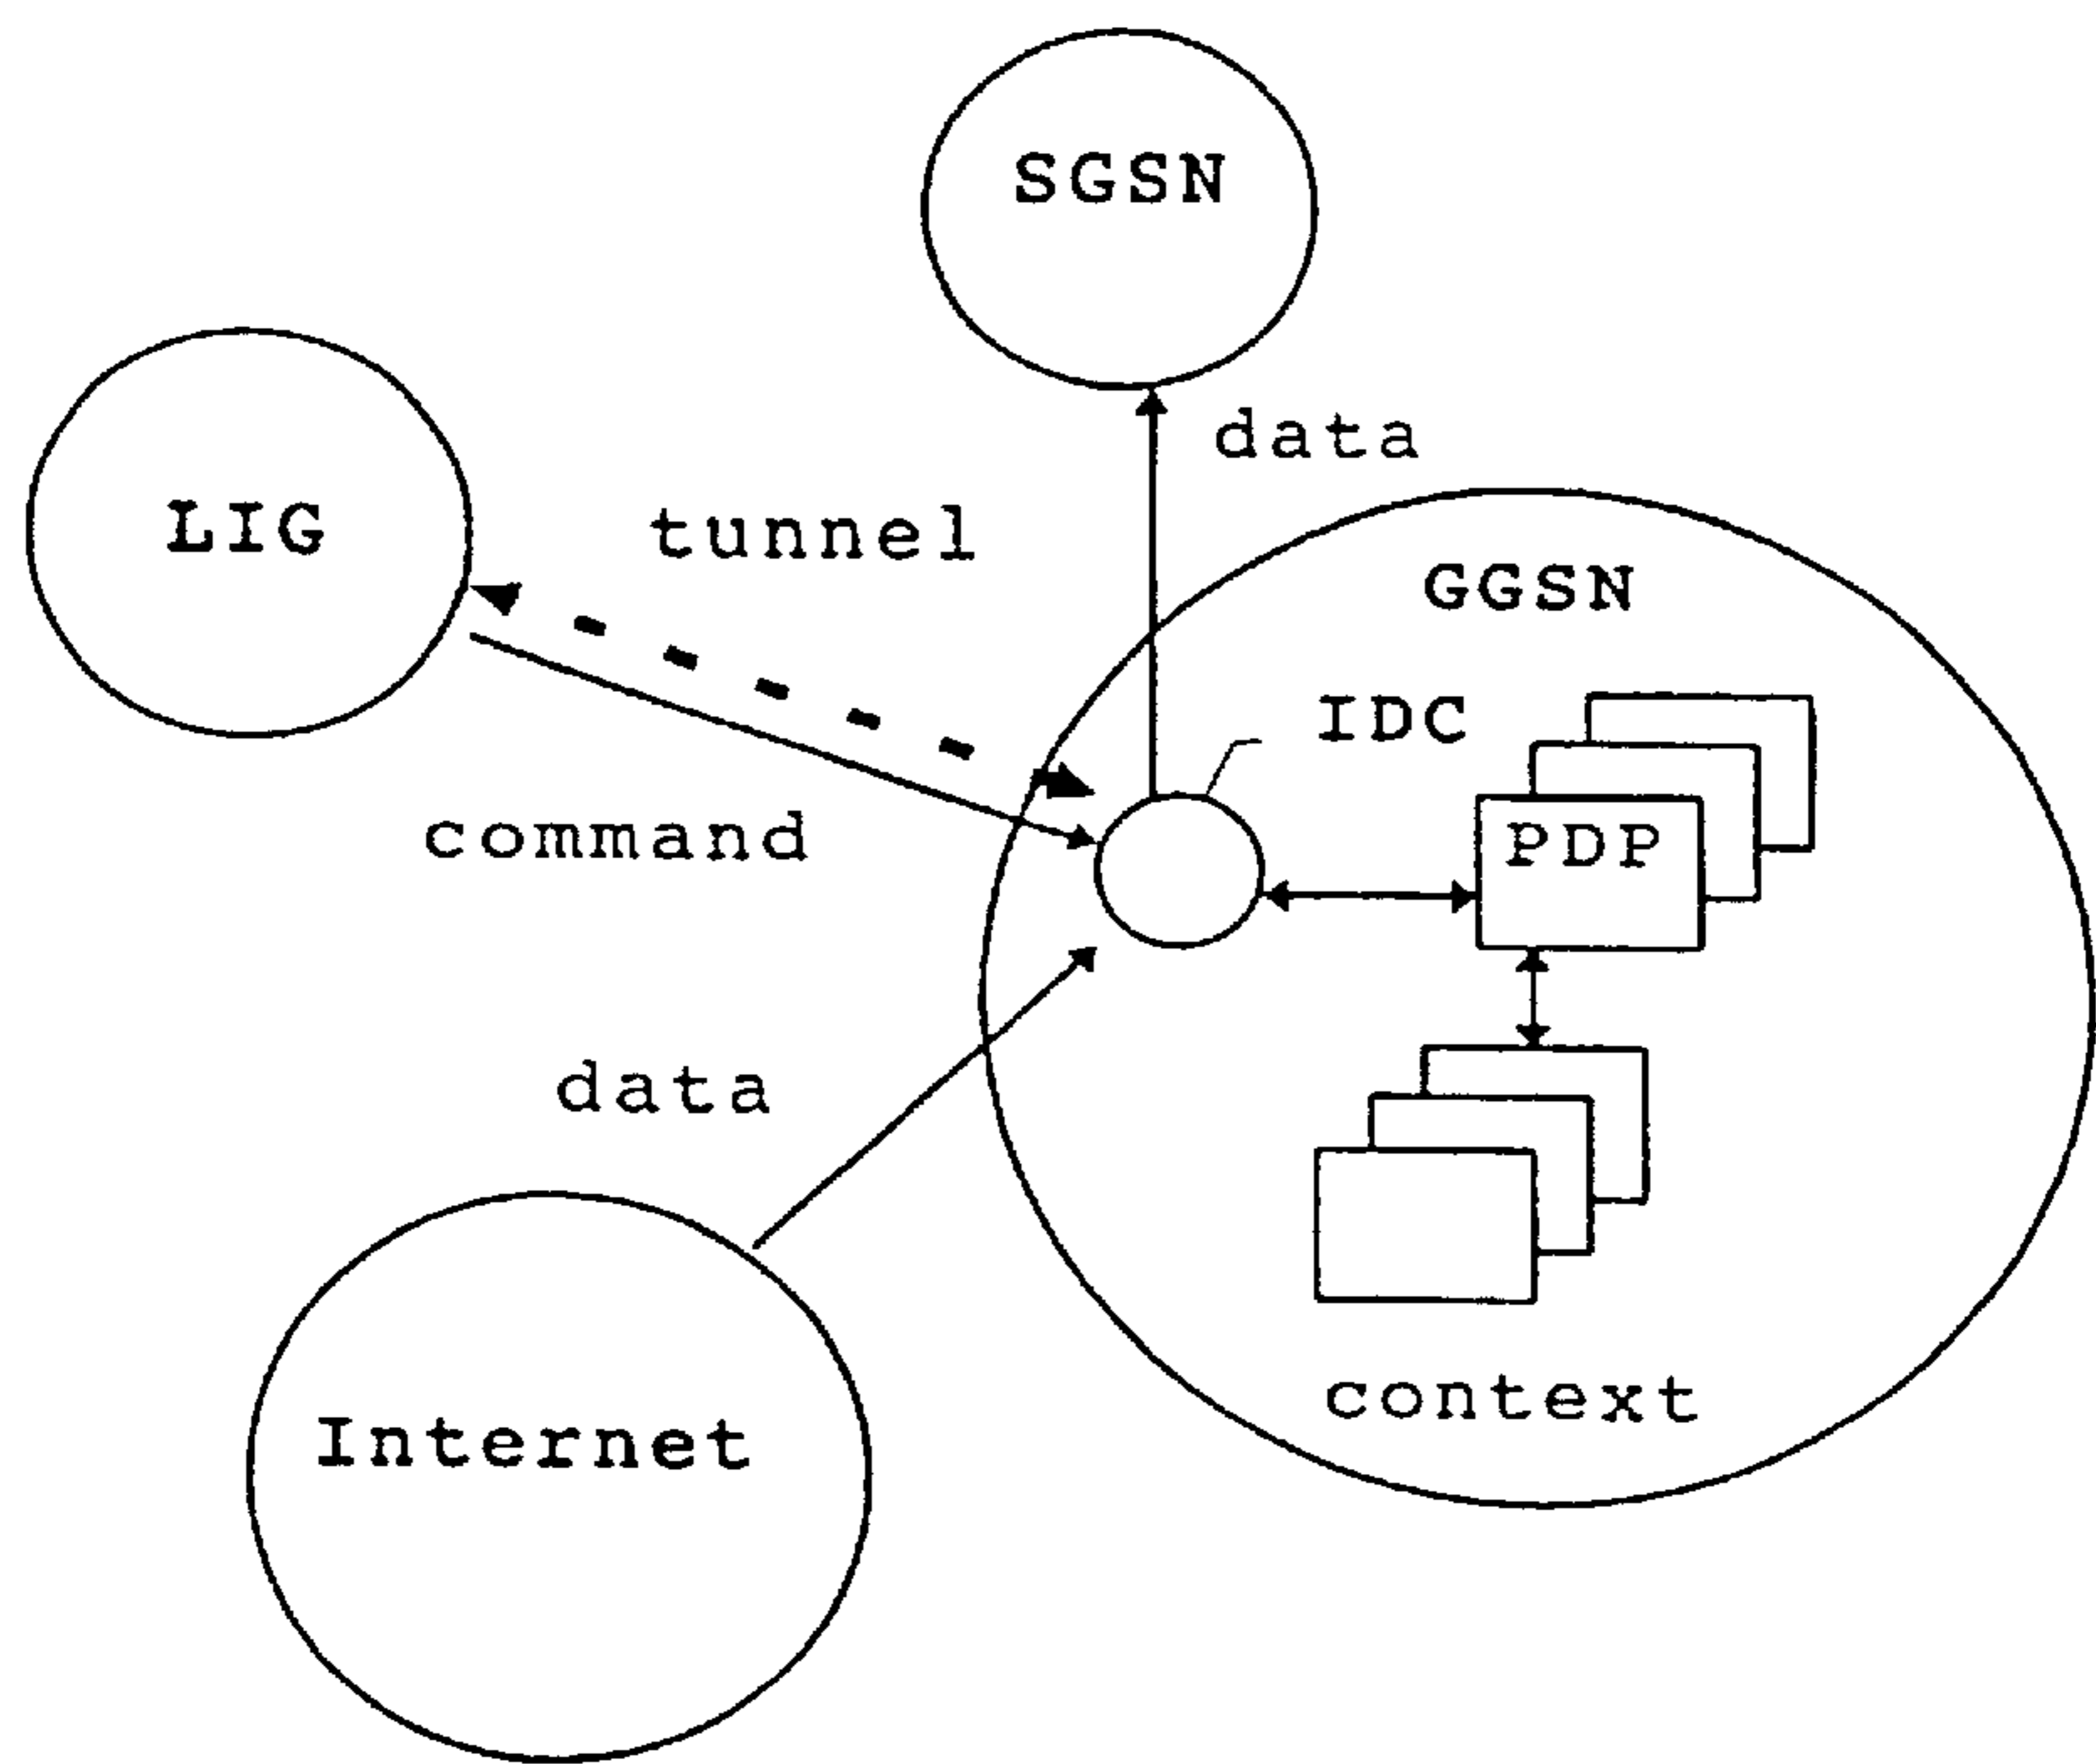 SGSN
data
LIG
tunnel
GGSN
IDC
command
PDP
data
context
Internet